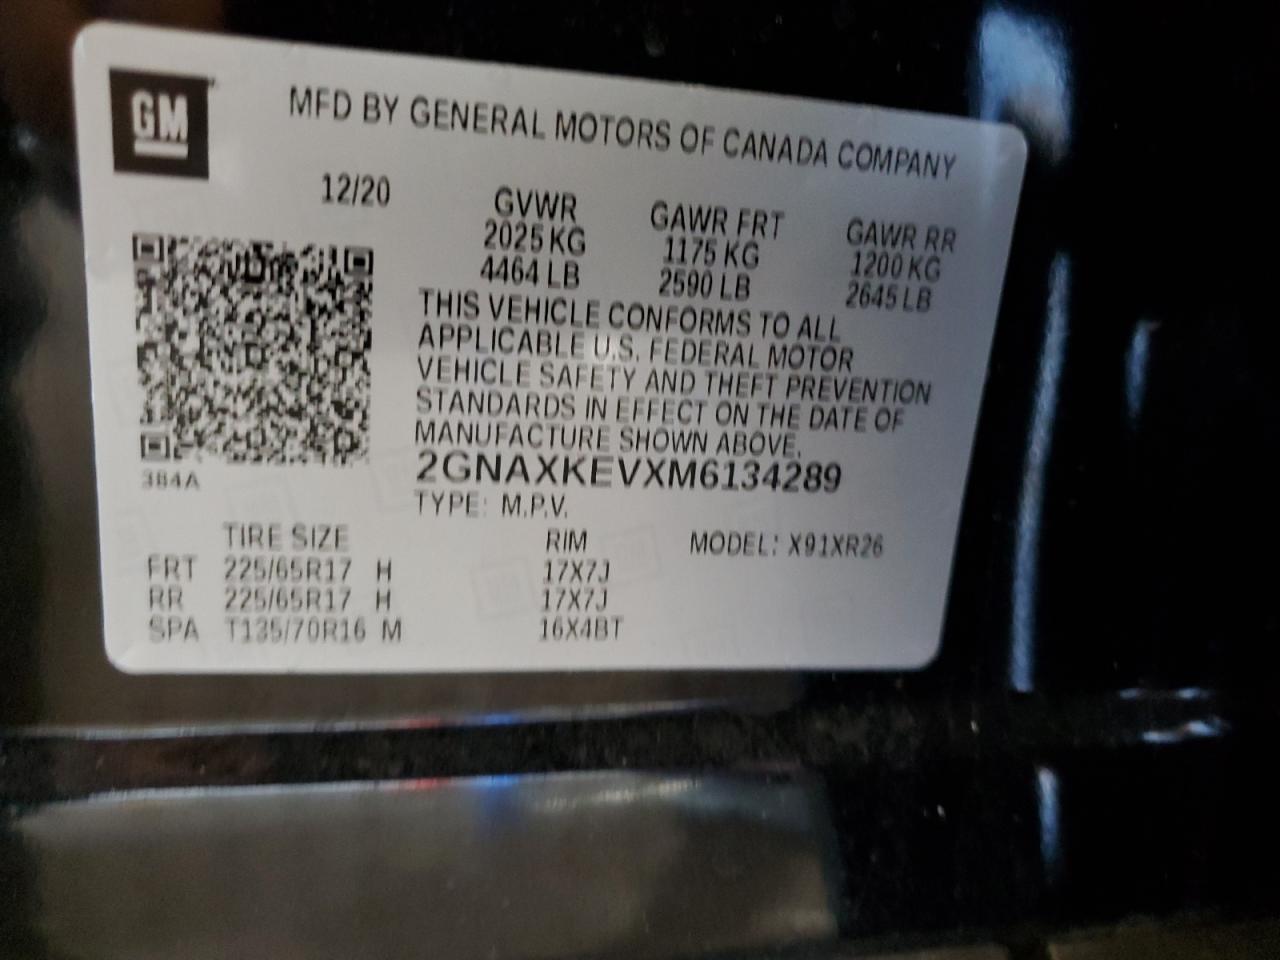 GM
MFD BY GENERAL MOTORS OF CANADA COMPANY
12/20 GVWR GAWR FRT GAWR RR
2025 KG 1175 KG 1200 KG
4464 LB 2590 LB 2645 LB
THIS VEHICLE CONFORMS TO ALL
APPLICABLE U.S. FEDERAL MOTOR
VEHICLE SAFETY AND THEFT PREVENTION
STANDARDS IN EFFECT ON THE DATE OF
MANUFACTURE SHOWN ABOVE.
384A
2GNAXKEVXM6134289
TYPE: M.P.V.
TIRE SIZE RIM MODEL: X91XR26
FRT 225/65R17 H 17X7J
RR 225/65R17 H 17X7J
SPA T135/70R16 M 16X4BT